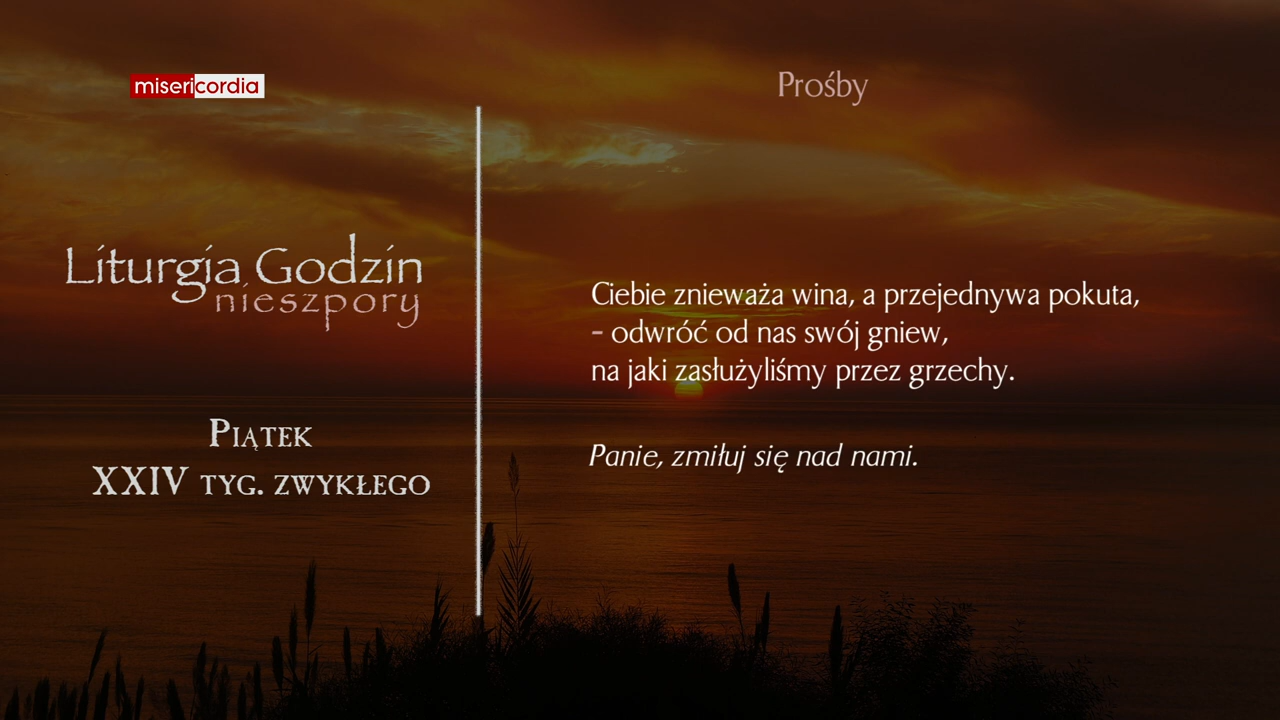 misericordia
Liturgia Godzin
nieszpory
Piątek
XXIV tyg. zwykłego
Prośby
Ciebie znieważa wina, a przejednywa pokuta,
- odwróć od nas swój gniew,
na jaki zasłużyliśmy przez grzechy.
Panie, zmiłuj się nad nami.